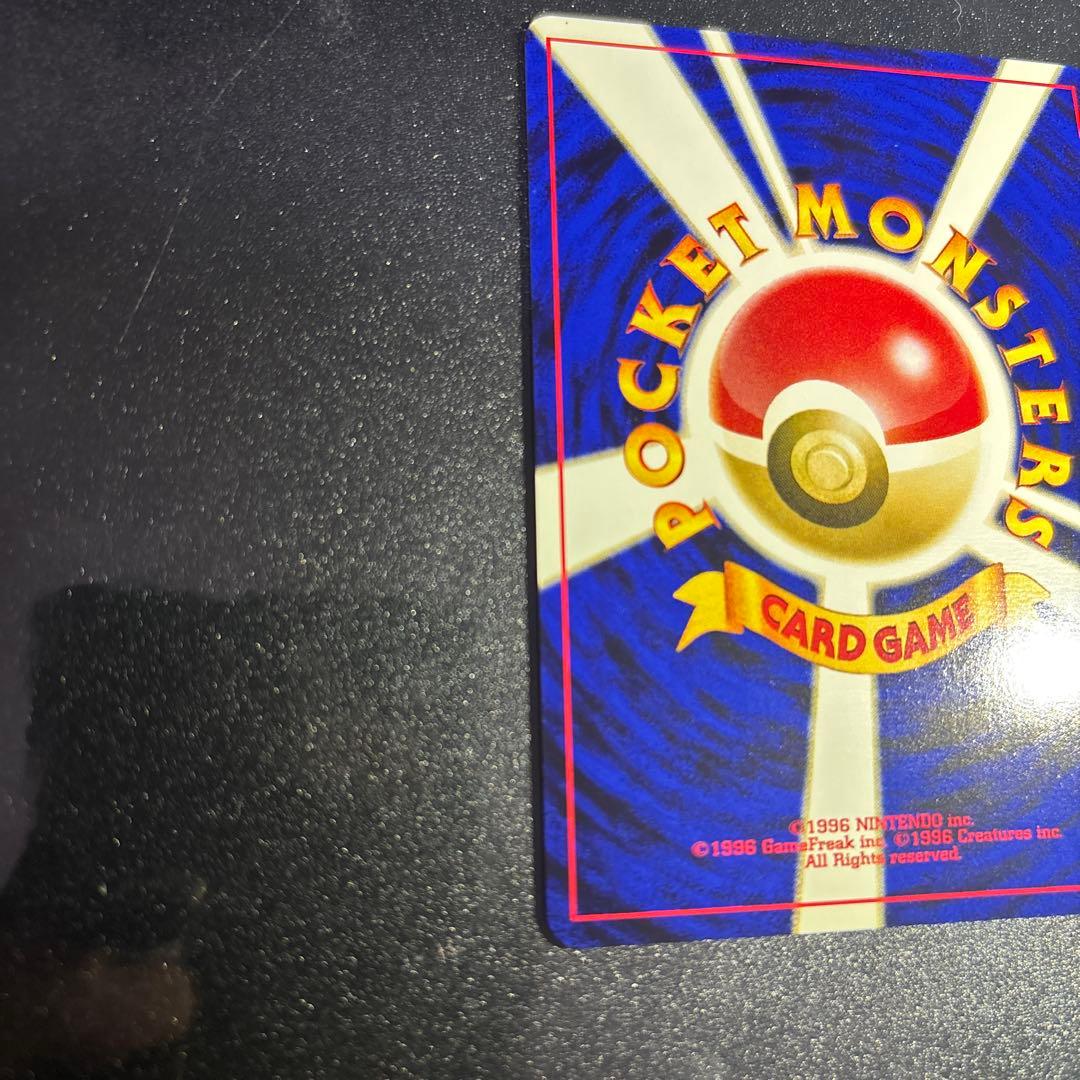 POCKET MONSTERS
CARD GAME
©1996 NINTENDO inc.
©1996 GameFreak inc. ©1996 Creatures inc.
All Rights reserved.